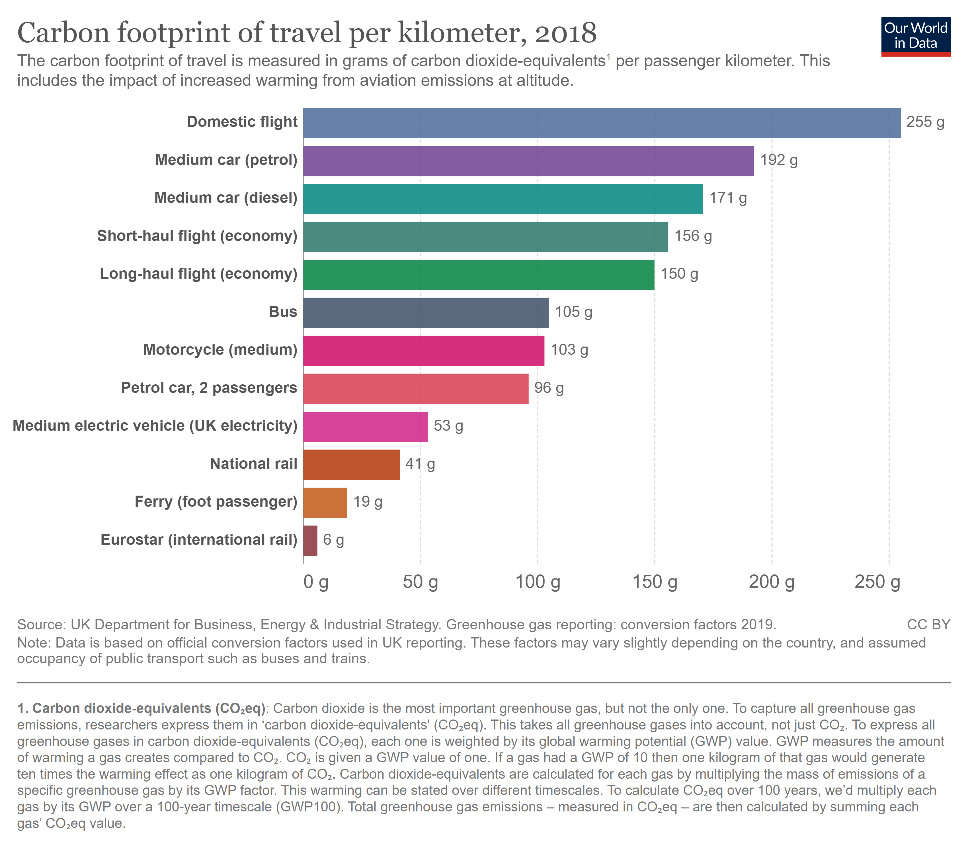 Carbon footprint of travel per kilometer, 2018
Our World
in Data
The carbon footprint of travel is measured in grams of carbon dioxide-equivalents¹ per passenger kilometer. This
includes the impact of increased warming from aviation emissions at altitude.
Domestic flight 255 g
Medium car (petrol) 192 g
Medium car (diesel) 171 g
Short-haul flight (economy) 156 g
Long-haul flight (economy) 150 g
Bus 105 g
Motorcycle (medium) 103 g
Petrol car, 2 passengers 96 g
Medium electric vehicle (UK electricity) 53 g
National rail 41 g
Ferry (foot passenger) 19 g
Eurostar (international rail) 6 g
0 g 50 g 100 g 150 g 200 g 250 g
Source: UK Department for Business, Energy & Industrial Strategy. Greenhouse gas reporting: conversion factors 2019. CC BY
Note: Data is based on official conversion factors used in UK reporting. These factors may vary slightly depending on the country, and assumed
occupancy of public transport such as buses and trains.
1. Carbon dioxide-equivalents (CO₂eq): Carbon dioxide is the most important greenhouse gas, but not the only one. To capture all greenhouse gas
emissions, researchers express them in 'carbon dioxide-equivalents' (CO₂eq). This takes all greenhouse gases into account, not just CO₂. To express all
greenhouse gases in carbon dioxide-equivalents (CO₂eq), each one is weighted by its global warming potential (GWP) value. GWP measures the amount
of warming a gas creates compared to CO₂. CO₂ is given a GWP value of one. If a gas had a GWP of 10 then one kilogram of that gas would generate
ten times the warming effect as one kilogram of CO₂. Carbon dioxide-equivalents are calculated for each gas by multiplying the mass of emissions of a
specific greenhouse gas by its GWP factor. This warming can be stated over different timescales. To calculate CO₂eq over 100 years, we'd multiply each
gas by its GWP over a 100-year timescale (GWP100). Total greenhouse gas emissions – measured in CO₂eq – are then calculated by summing each
gas' CO₂eq value.